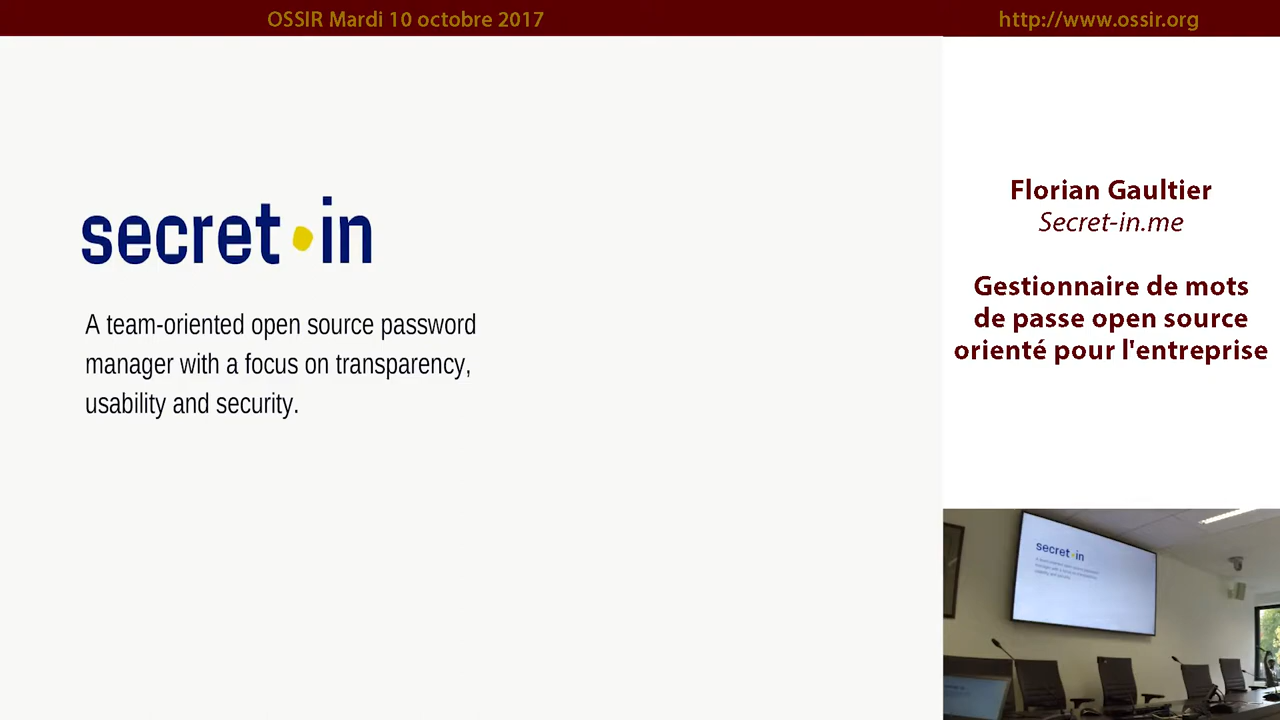 OSSIR Mardi 10 octobre 2017
http://www.ossir.org
secret·in
A team-oriented open source password
manager with a focus on transparency,
usability and security.
Florian Gaultier
Secret-in.me
Gestionnaire de mots
de passe open source
orienté pour l'entreprise
secret·in